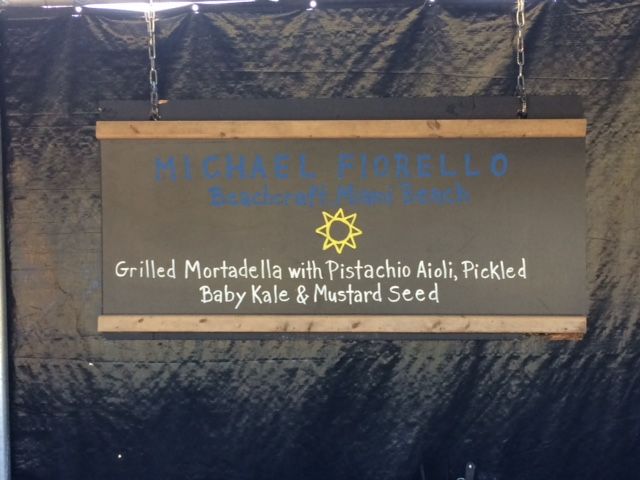 MICHAEL FIORELLO
Beachcraft, Miami Beach
Grilled Mortadella with Pistachio Aioli, Pickled
Baby Kale & Mustard Seed